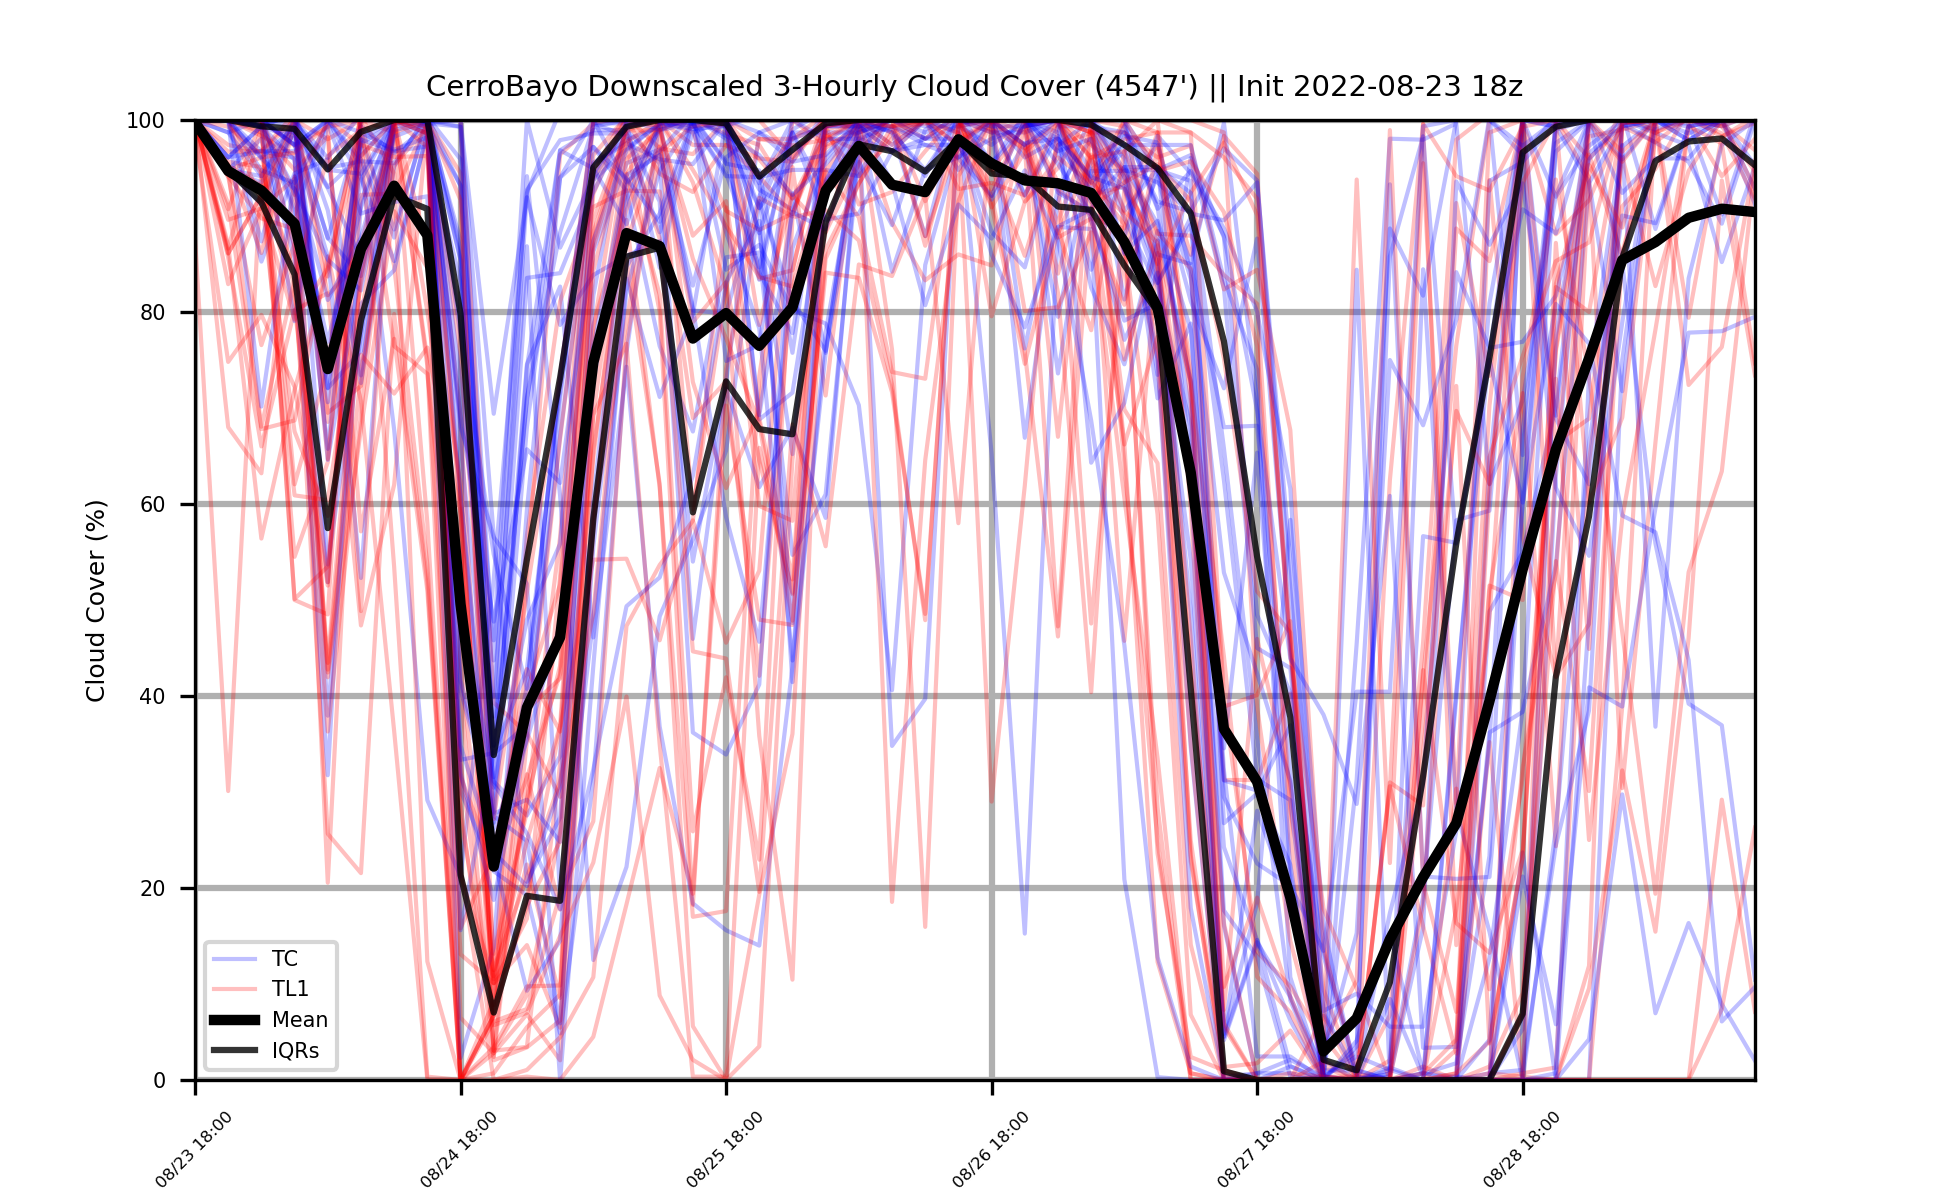 CerroBayo Downscaled 3-Hourly Cloud Cover (4547') || Init 2022-08-23 18z
Cloud Cover (%)
100
80
60
40
20
0
TC
TL1
Mean
IQRs
08/23 18:00
08/24 18:00
08/25 18:00
08/26 18:00
08/27 18:00
08/28 18:00